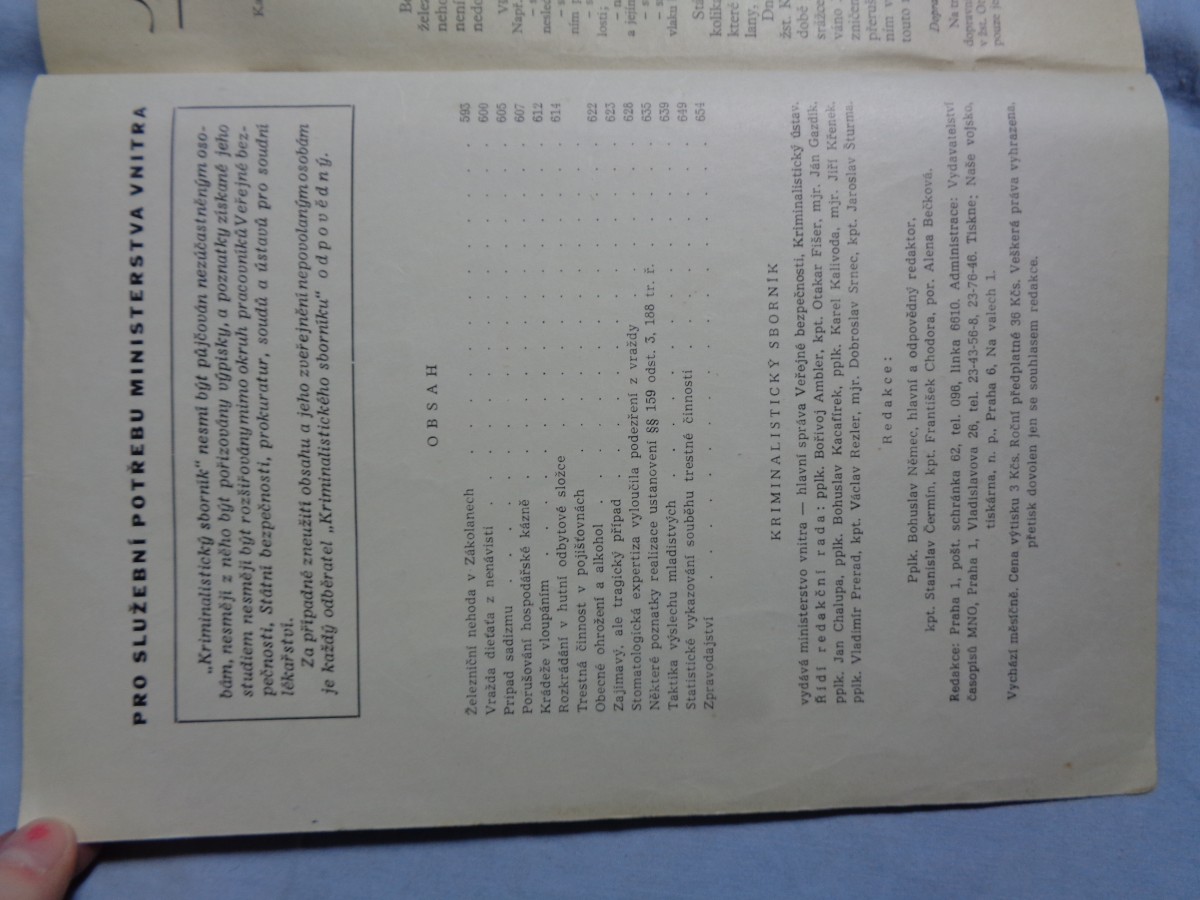 PRO SLUŽEBNÍ POTŘEBU MINISTERSTVA VNITRA
„Kriminalistický sborník“ nesmí být půjčován nezúčastněným oso-
bám, nesmějí z něho být pořizovány výpisky, a poznatky získané jeho
studiem nesmějí být rozšiřovány mimo okruh pracovníků Veřejné bez-
pečnosti, Státní bezpečnosti, prokuratur, soudů a ústavů pro soudní
lékařství.
Za případné zneužití obsahu a jeho zveřejnění nepovolaným osobám
je každý odběratel „Kriminalistického sborníku“ odpovědný.
OBSAH
Železniční nehoda v Zákolanech . . . . . . . . 593
Vražda dieťaťa z nenávisti . . . . . . . . . 600
Prípad sadizmu . . . . . . . . . . 605
Porušování hospodářské kázně . . . . . . . . 607
Krádeže vloupáním . . . . . . . . . . 612
Rozkrádání v hutní odbytové složce . . . . . . . 614
Trestná činnost v pojišťovnách . . . . . . . .
Obecné ohrožení a alkohol . . . . . . . . . 622
Zajímavý, ale tragický případ . . . . . . . . 623
Stomatologická expertiza vyloučila podezření z vraždy . . . . 628
Některé poznatky realizace ustanovení §§ 159 odst. 3, 188 tr. ř. . . . 635
Taktika výslechu mladistvých . . . . . . . . 639
Statistické vykazování souběhu trestné činnosti . . . . . 649
Zpravodajství . . . . . . . . . . . 654
KRIMINALISTICKÝ SBORNÍK
vydává ministerstvo vnitra — hlavní správa Veřejné bezpečnosti, Kriminalistický ústav.
Řídí redakční rada: pplk. Bořivoj Ambler, kpt. Otakar Fišer, mjr. Ján Gazdík,
pplk. Jan Chalupa, pplk. Bohuslav Kacafírek, pplk. Karel Kalivoda, mjr. Jiří Křenek,
pplk. Vladimír Prerad, kpt. Václav Rezler, mjr. Dobroslav Srnec, kpt. Jaroslav Šturma.
Redakce:
Pplk. Bohuslav Němec, hlavní a odpovědný redaktor,
kpt. Stanislav Čermín, kpt. František Chodora, por. Alena Bečková.
Redakce: Praha 1, pošt. schránka 62, tel. 096, linka 6610. Administrace: Vydavatelství
časopisů MNO, Praha 1, Vladislavova 26, tel. 23-43-56-8, 23-76-46. Tiskne: Naše vojsko,
tiskárna, n. p., Praha 6, Na valech 1.
Vychází měsíčně. Cena výtisku 3 Kčs. Roční předplatné 36 Kčs. Veškerá práva vyhrazena,
přetisk dovolen jen se souhlasem redakce.